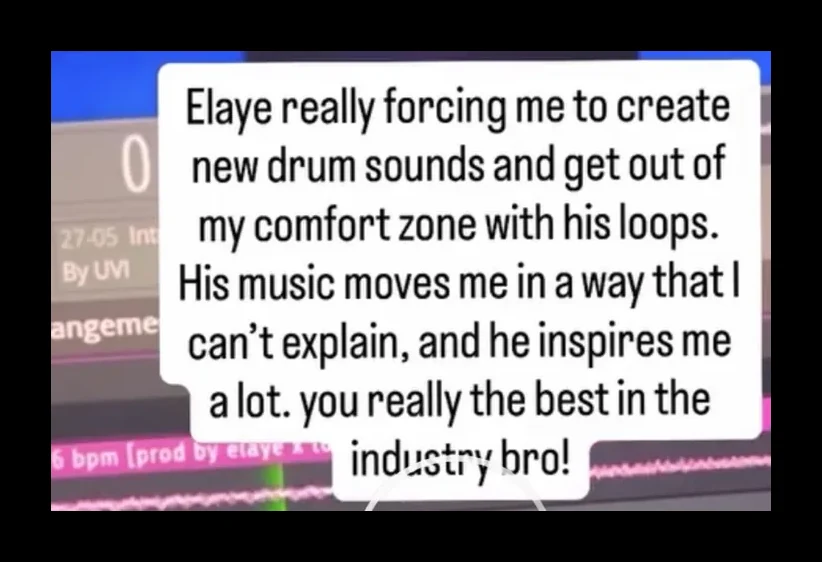 Elaye really forcing me to create
new drum sounds and get out of
my comfort zone with his loops.
His music moves me in a way that I
can't explain, and he inspires me
a lot. you really the best in the
industry bro!
0
27-05 Int
By UVI
angeme
6 bpm [prod by elaye x